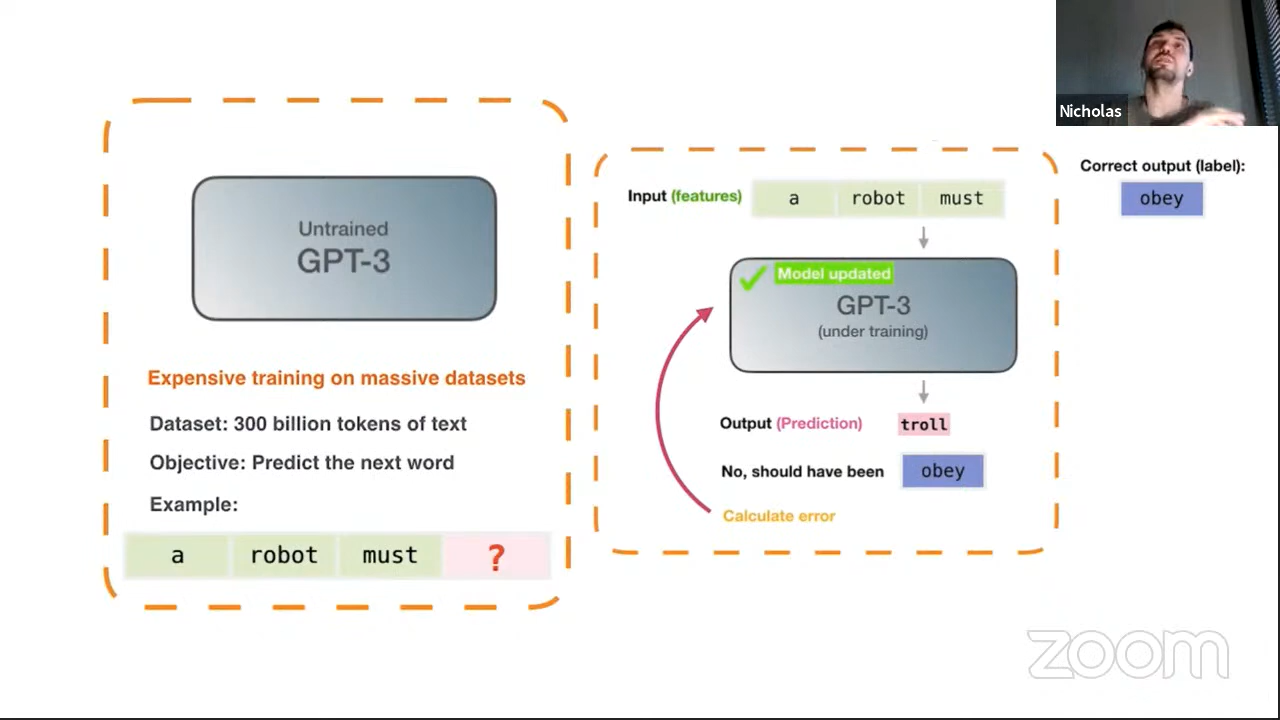 Nicholas
Untrained
GPT-3
Expensive training on massive datasets
Dataset: 300 billion tokens of text
Objective: Predict the next word
Example:
a robot must ?
Input (features) a robot must
Model updated
GPT-3
(under training)
Output (Prediction) troll
No, should have been obey
Calculate error
Correct output (label):
obey
zoom